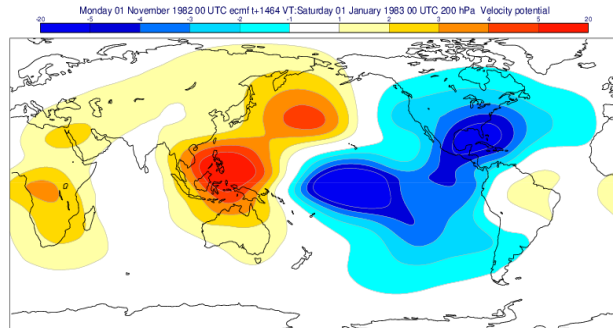 Monday 01 November 1982 00 UTC ecmf t+1464 VT:Saturday 01 January 1983 00 UTC 200 hPa Velocity potential
-20 -5 -4 -3 -2 -1 1 2 3 4 5 20